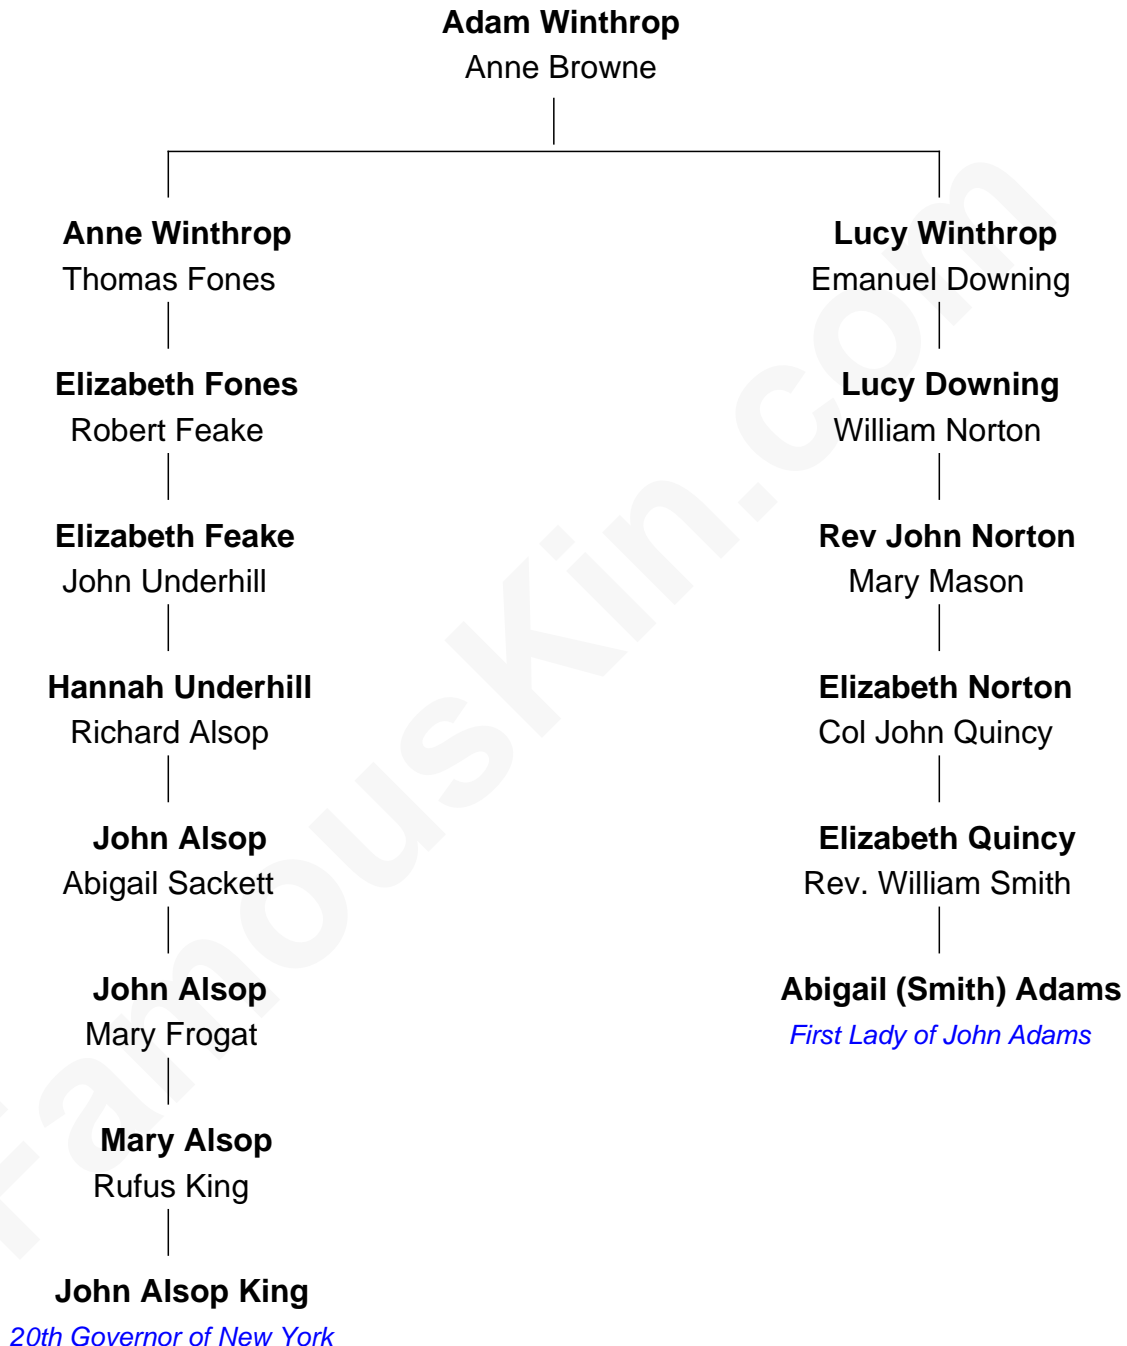 Adam Winthrop
Anne Browne
Anne Winthrop
Thomas Fones
Elizabeth Fones
Robert Feake
Elizabeth Feake
John Underhill
Hannah Underhill
Richard Alsop
John Alsop
Abigail Sackett
John Alsop
Mary Frogat
Mary Alsop
Rufus King
John Alsop King
20th Governor of New York
Lucy Winthrop
Emanuel Downing
Lucy Downing
William Norton
Rev John Norton
Mary Mason
Elizabeth Norton
Col John Quincy
Elizabeth Quincy
Rev. William Smith
Abigail (Smith) Adams
First Lady of John Adams
FamousKin.com